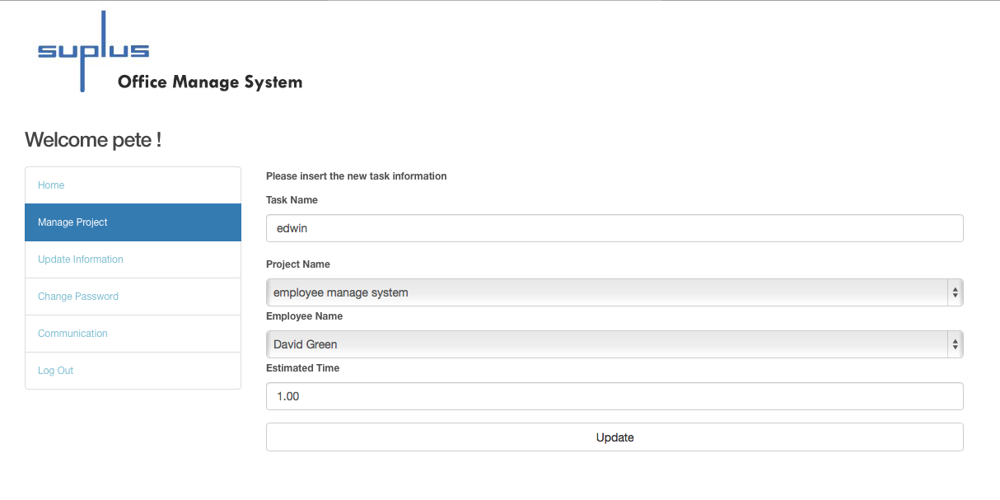 suplus
Office Manage System
Welcome pete !
Home
Manage Project
Update Information
Change Password
Communication
Log Out
Please insert the new task information
Task Name
edwin
Project Name
employee manage system
Employee Name
David Green
Estimated Time
1.00
Update